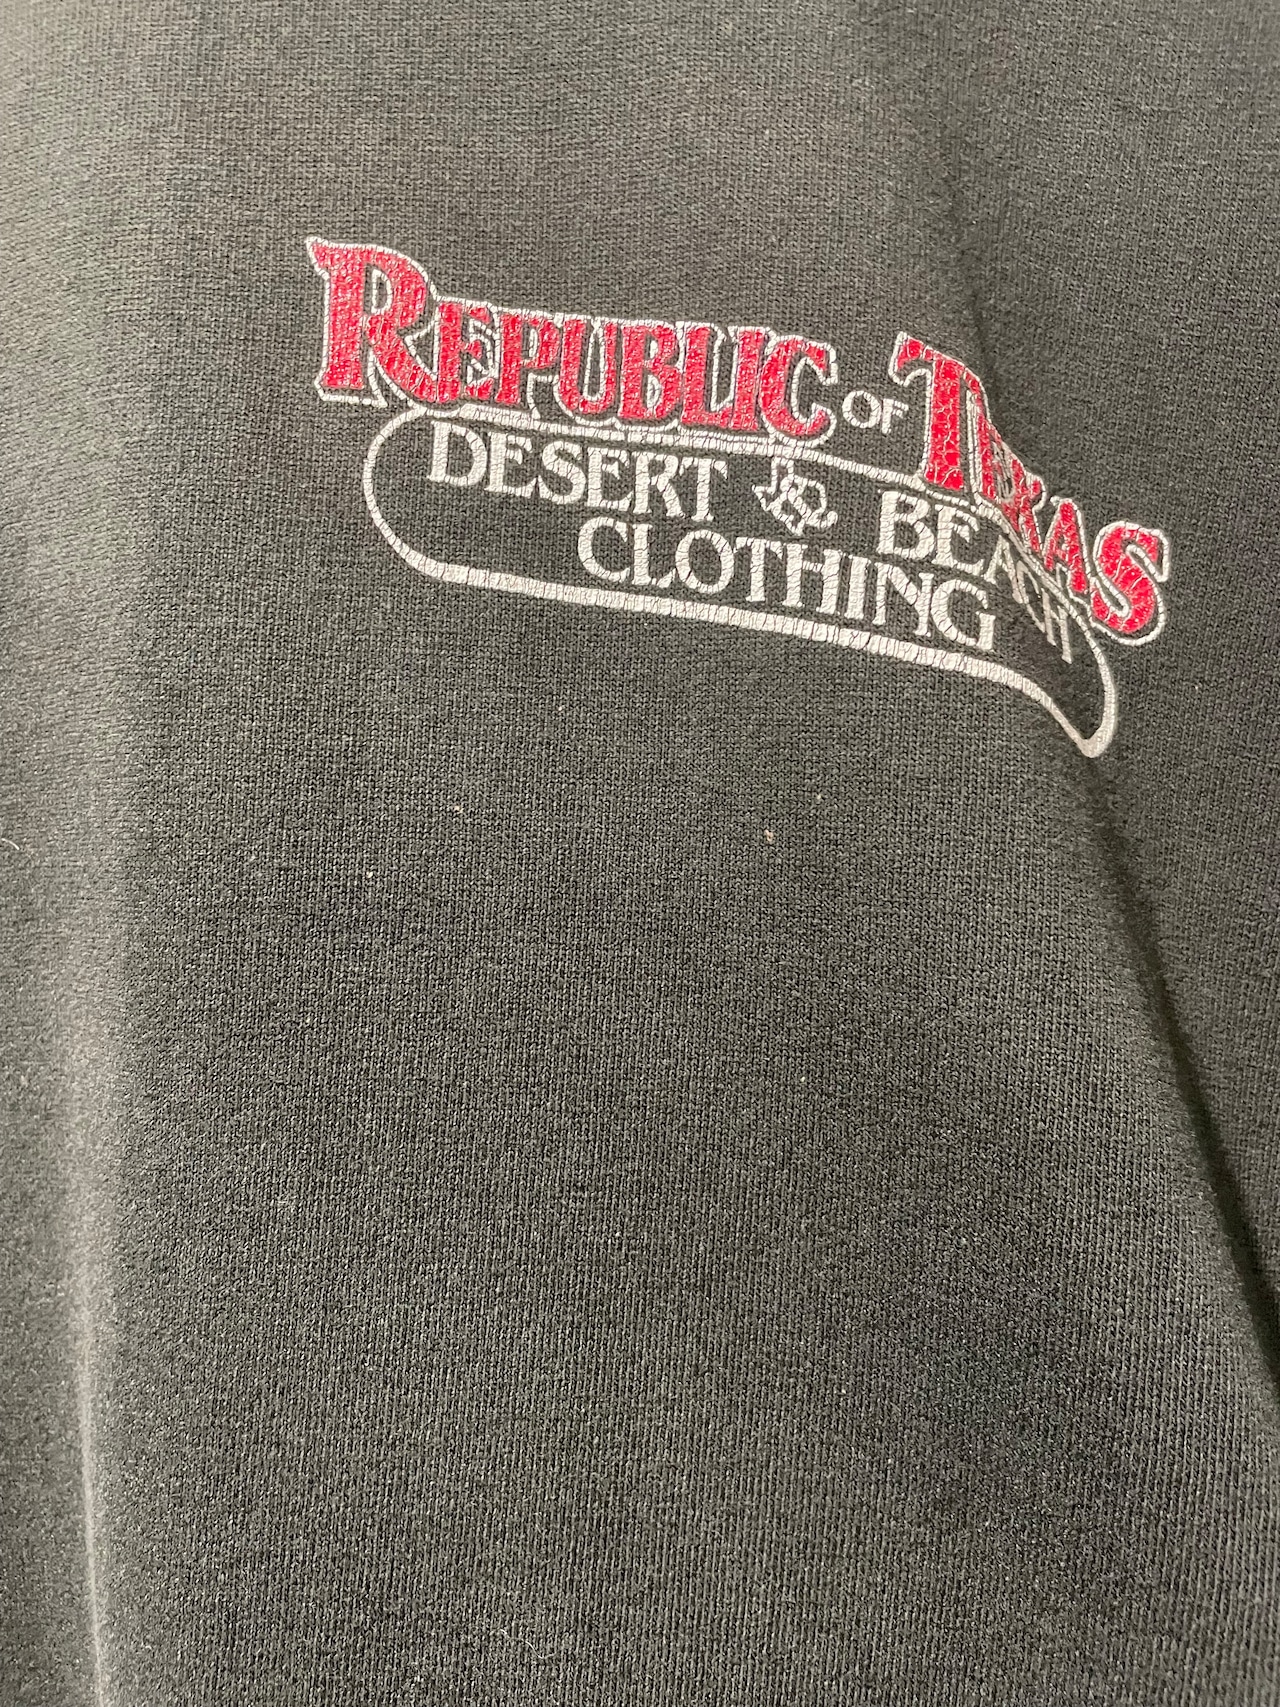 REPUBLIC OF TEXAS
DESERT BEACH
CLOTHING